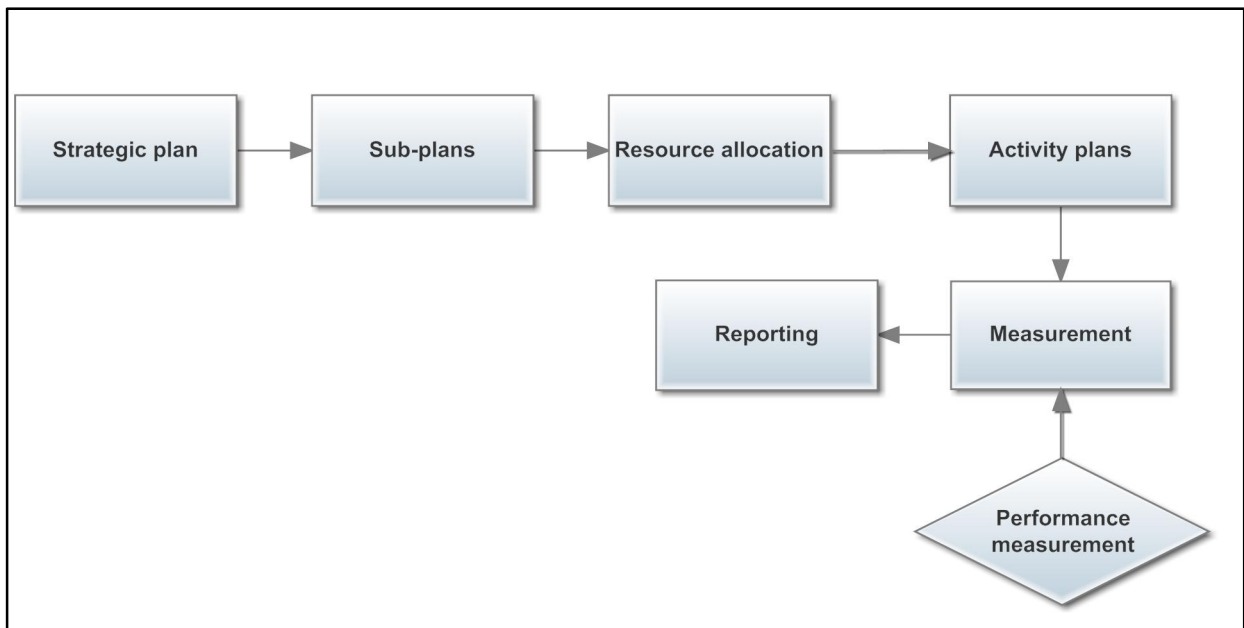 Strategic plan
Sub-plans
Resource allocation
Activity plans
Reporting
Measurement
Performance
measurement